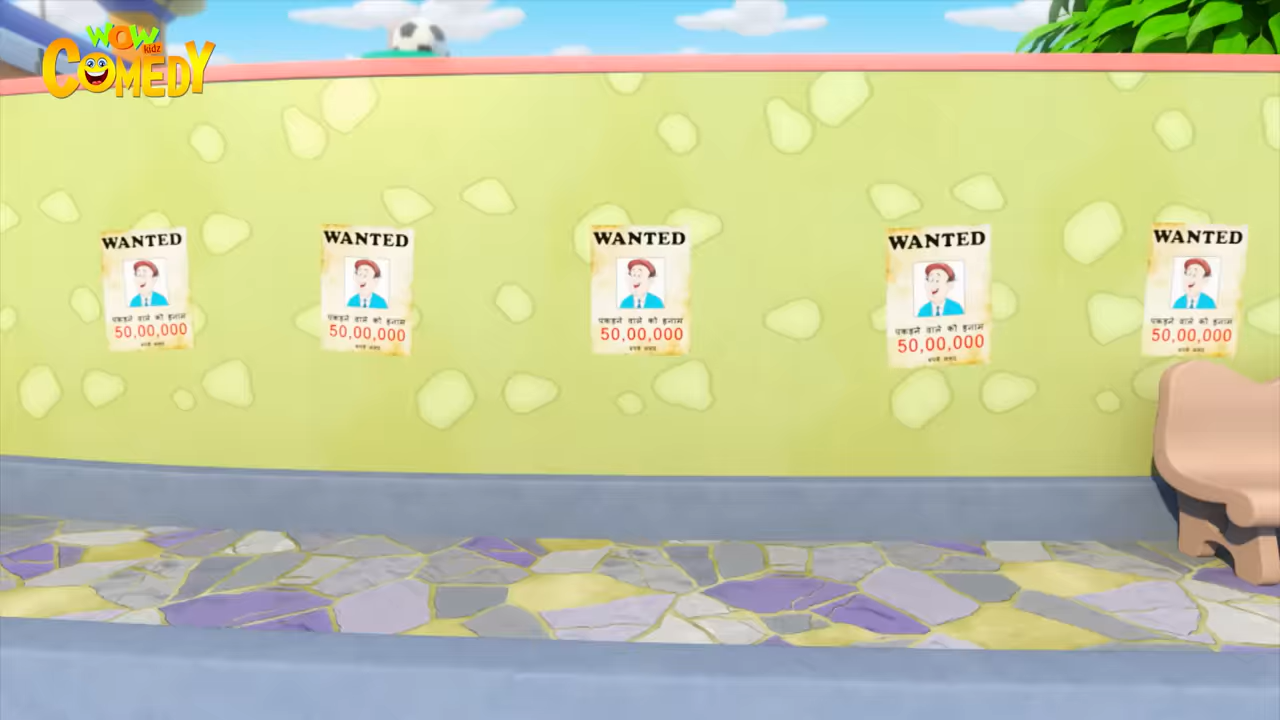 WOW
kidz
COMEDY
WANTED
पकड़ने वाले को इनाम
50,00,000
WANTED
पकड़ने वाले को इनाम
50,00,000
WANTED
पकड़ने वाले को इनाम
50,00,000
WANTED
पकड़ने वाले को इनाम
50,00,000
WANTED
पकड़ने वाले को इनाम
50,00,000